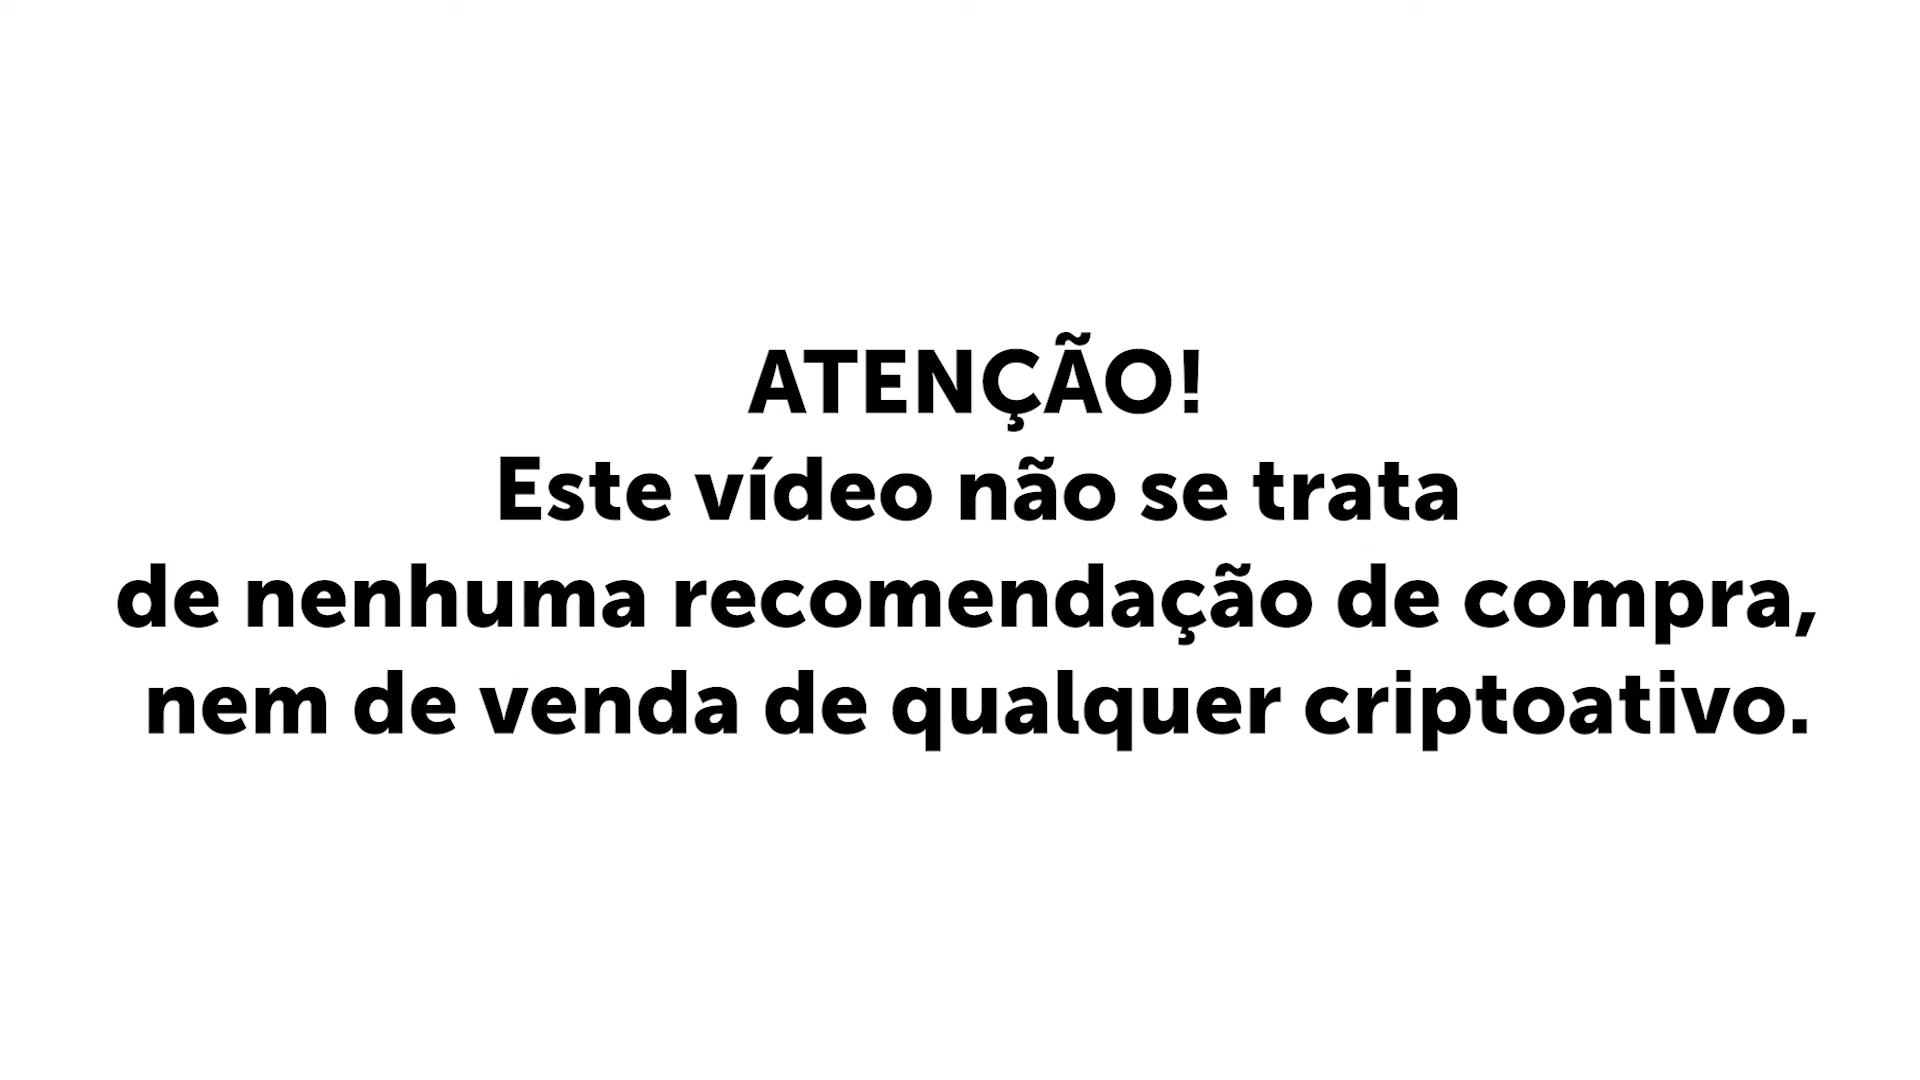 ATENÇÃO!
Este vídeo não se trata
de nenhuma recomendação de compra,
nem de venda de qualquer criptoativo.